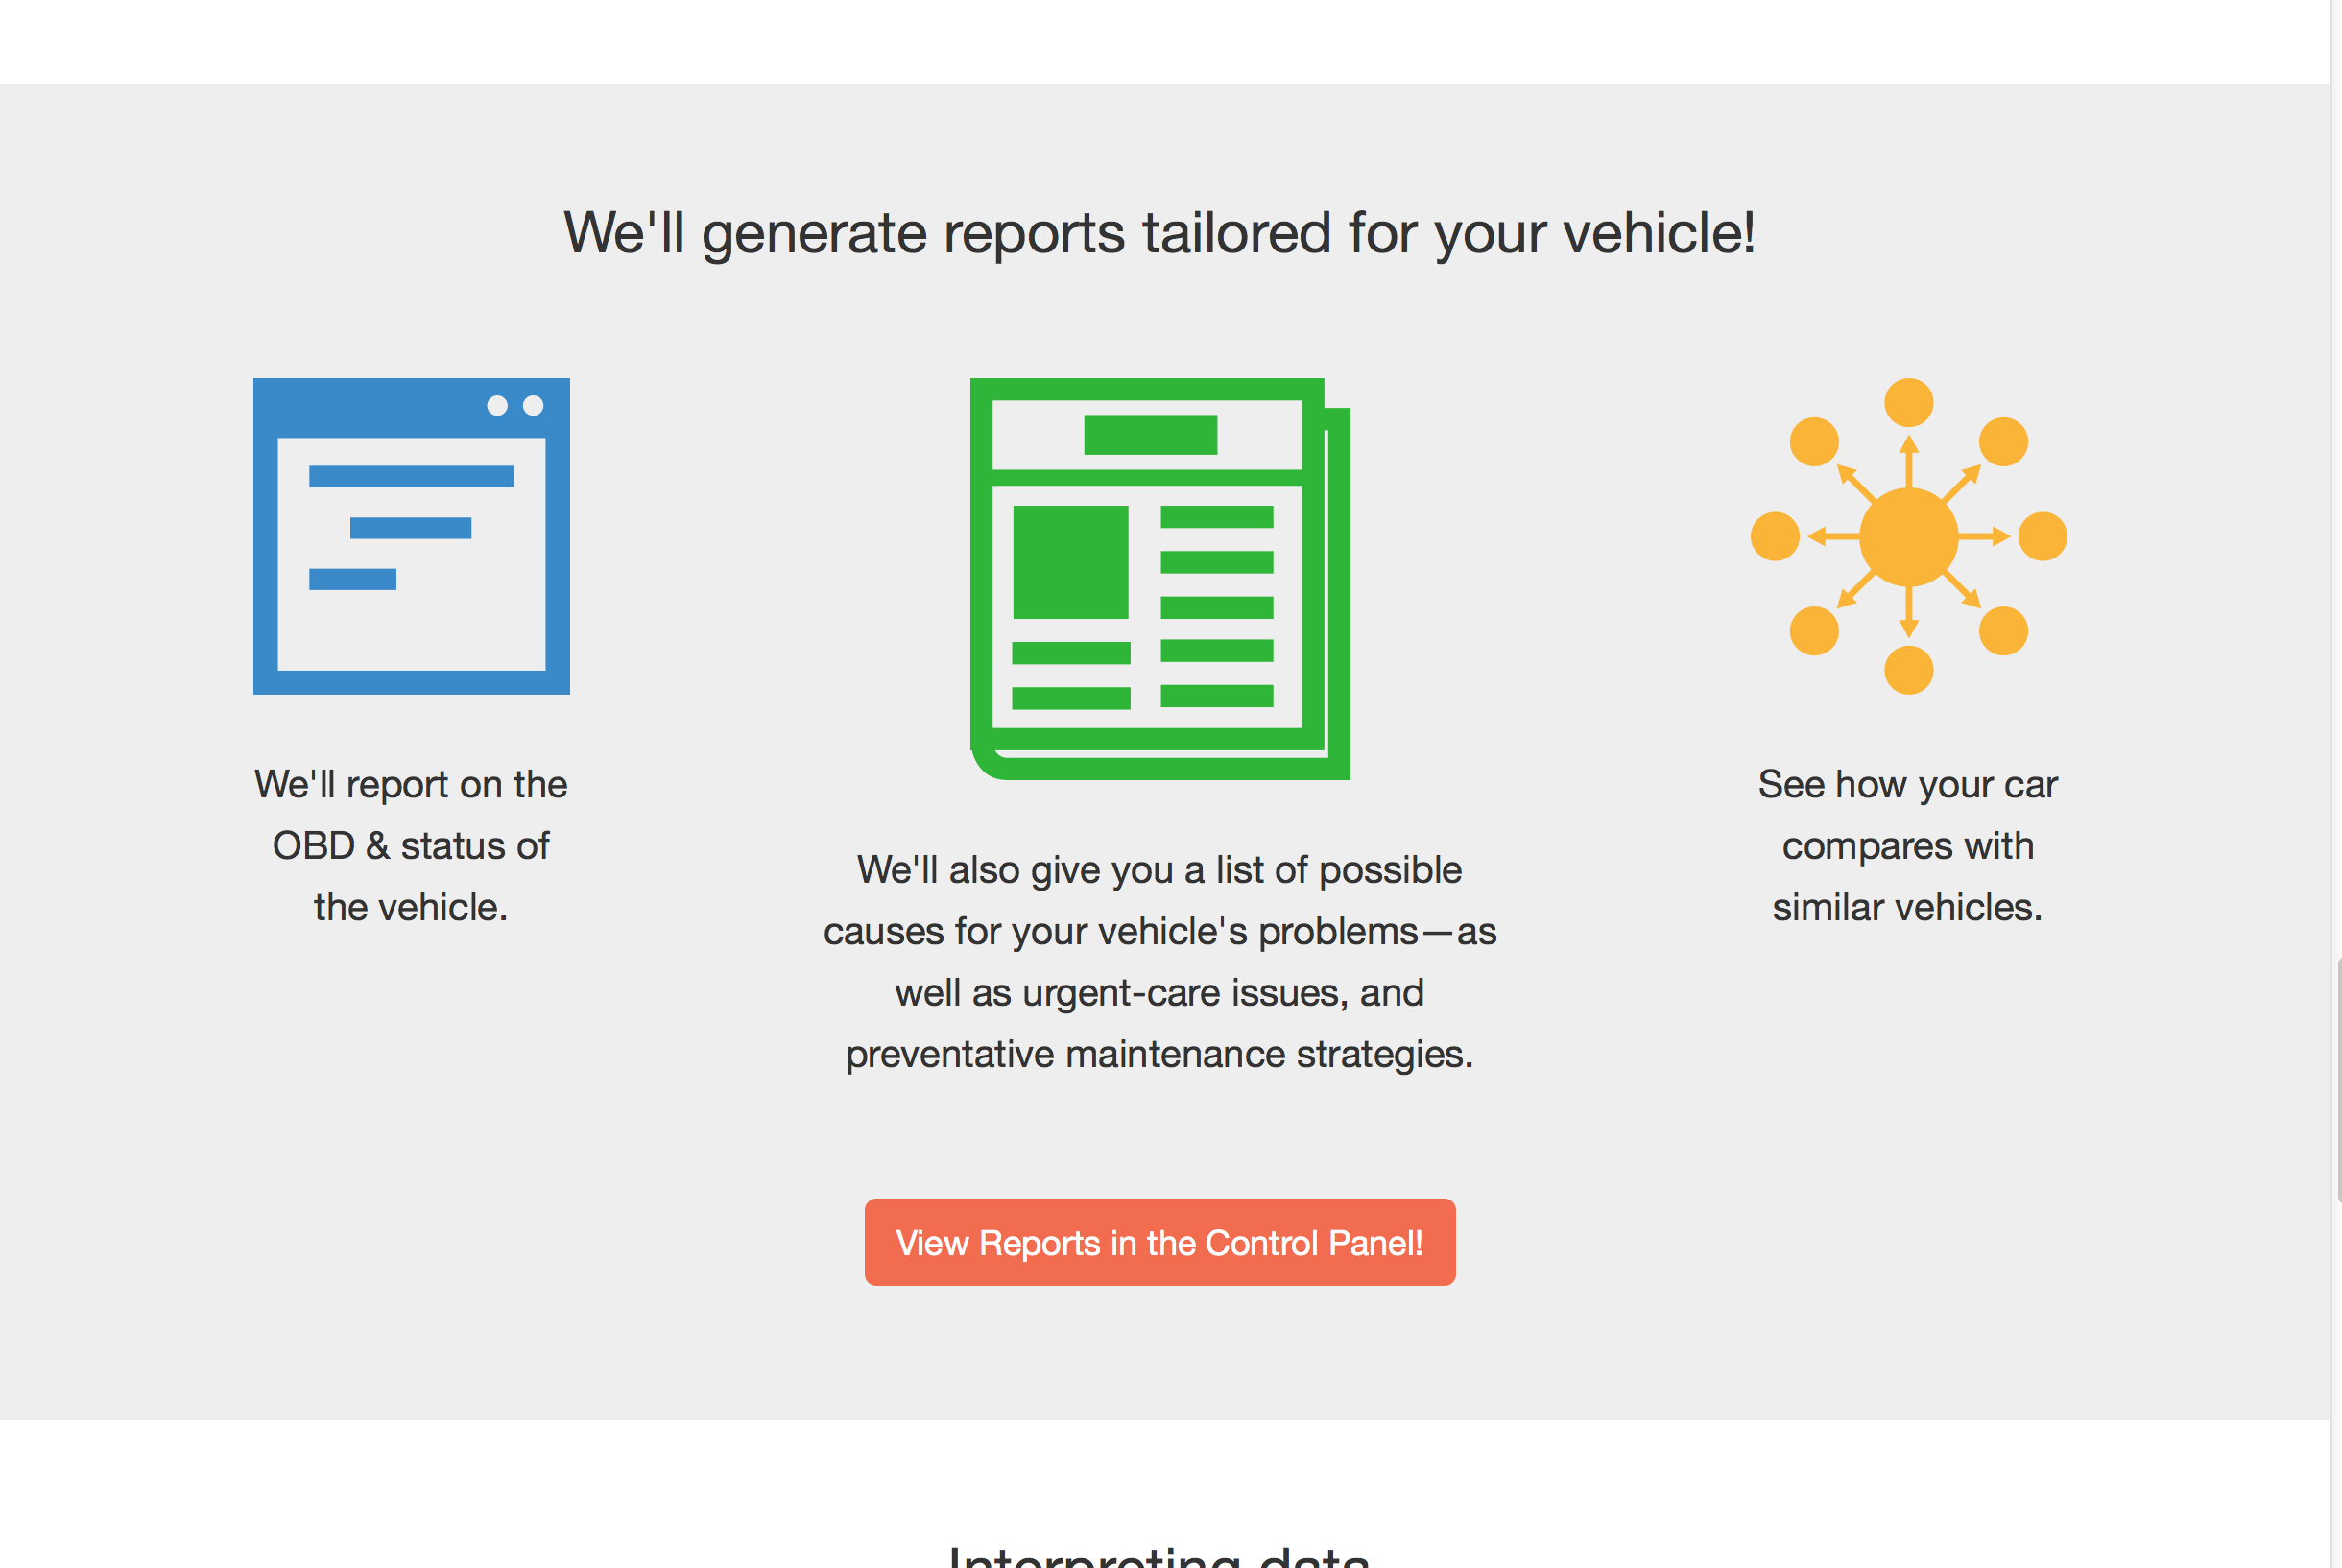 We'll generate reports tailored for your vehicle!
We'll report on the
OBD & status of
the vehicle.
We'll also give you a list of possible
causes for your vehicle's problems—as
well as urgent-care issues, and
preventative maintenance strategies.
See how your car
compares with
similar vehicles.
View Reports in the Control Panel!
Interpreting data